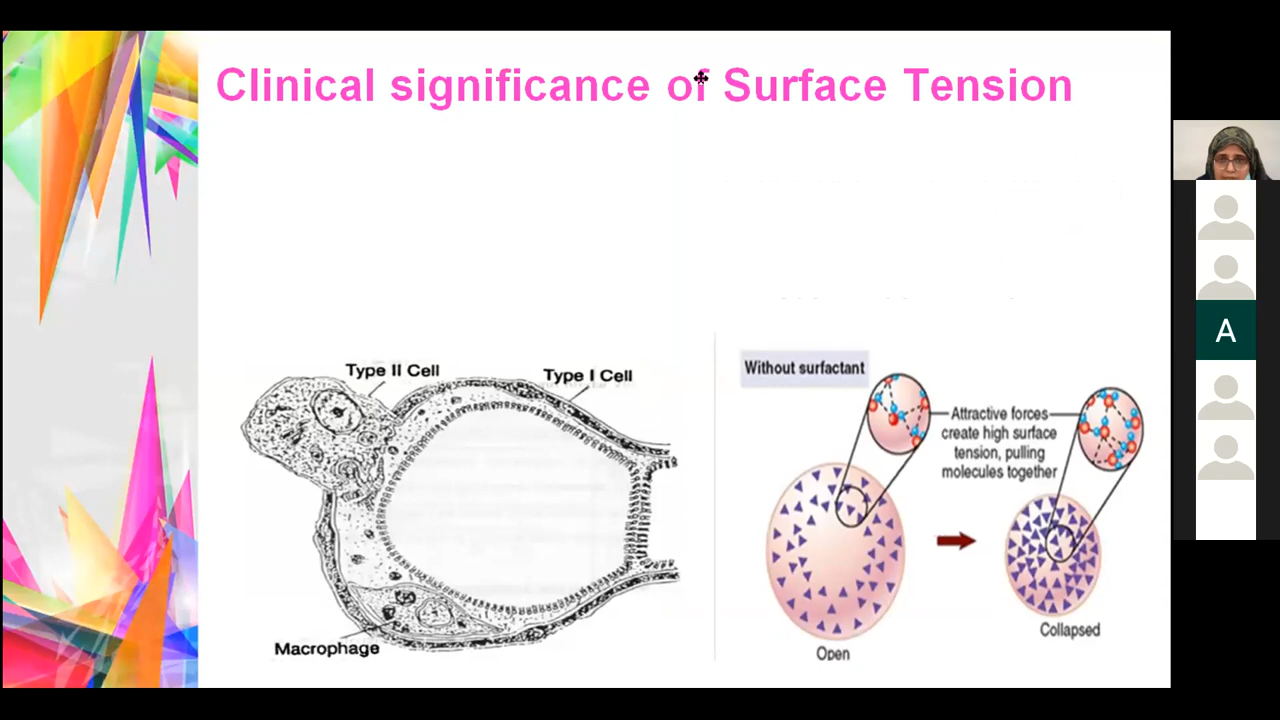 Clinical significance of Surface Tension
Type II Cell
Type I Cell
Macrophage
Without surfactant
Attractive forces
create high surface
tension, pulling
molecules together
Open
Collapsed
A